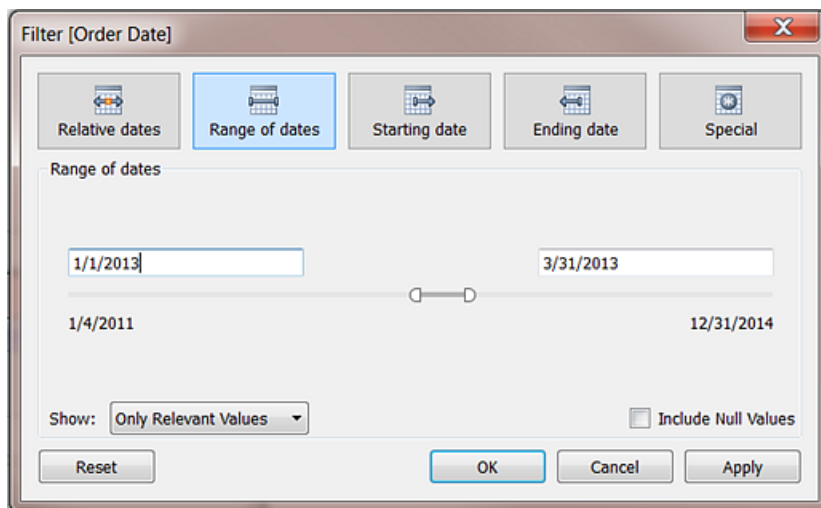 Filter [Order Date]
Relative dates
Range of dates
Starting date
Ending date
Special
Range of dates
1/1/2013
3/31/2013
1/4/2011
12/31/2014
Show:
Only Relevant Values
Include Null Values
Reset
OK
Cancel
Apply